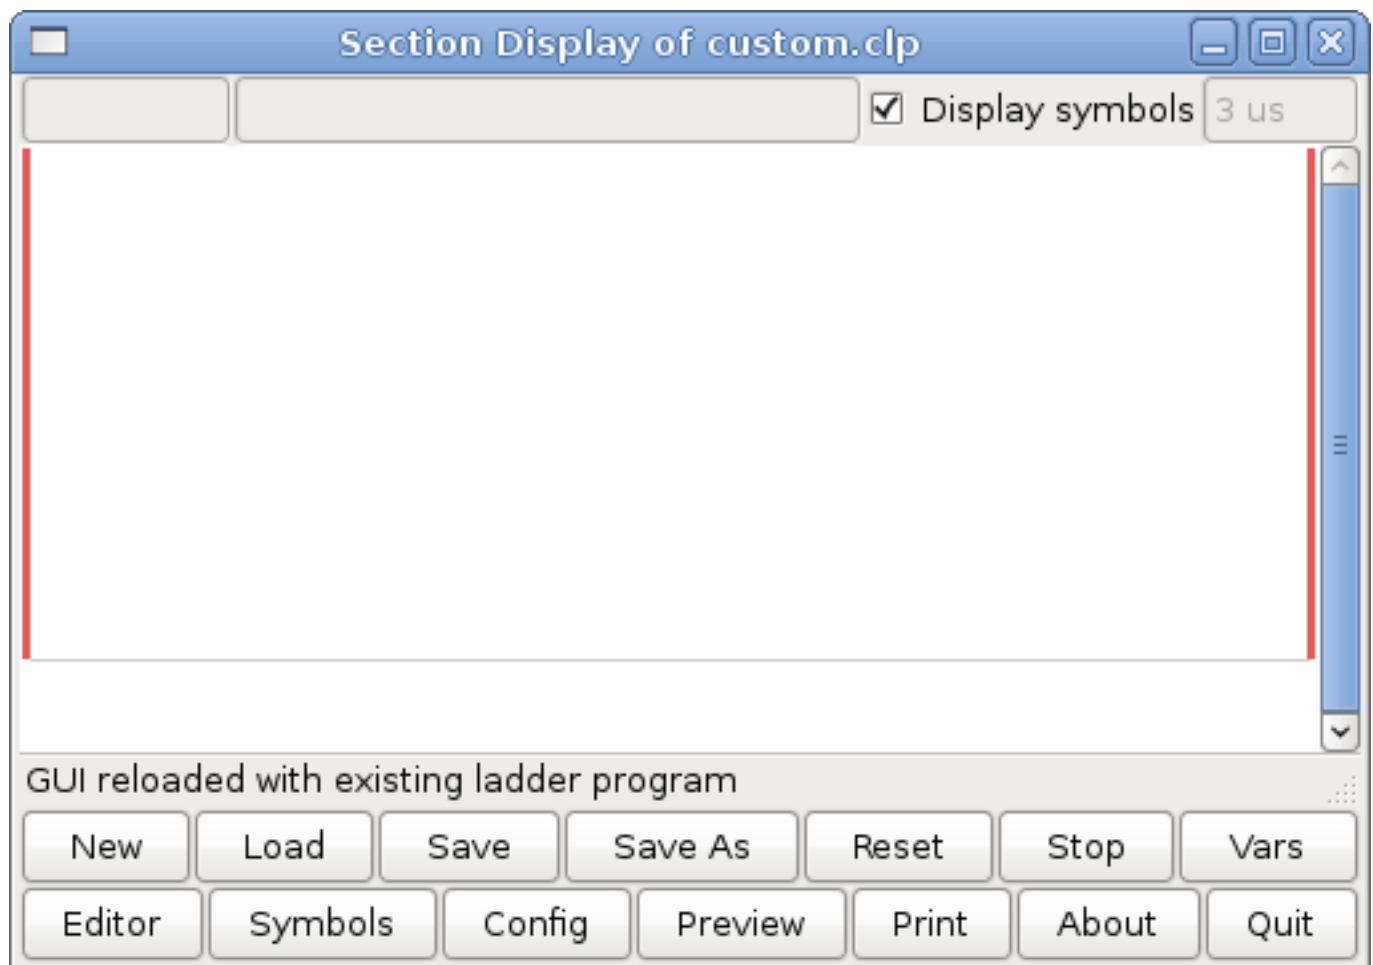 Section Display of custom.clp
Display symbols 3 us
GUI reloaded with existing ladder program
New Load Save Save As Reset Stop Vars
Editor Symbols Config Preview Print About Quit